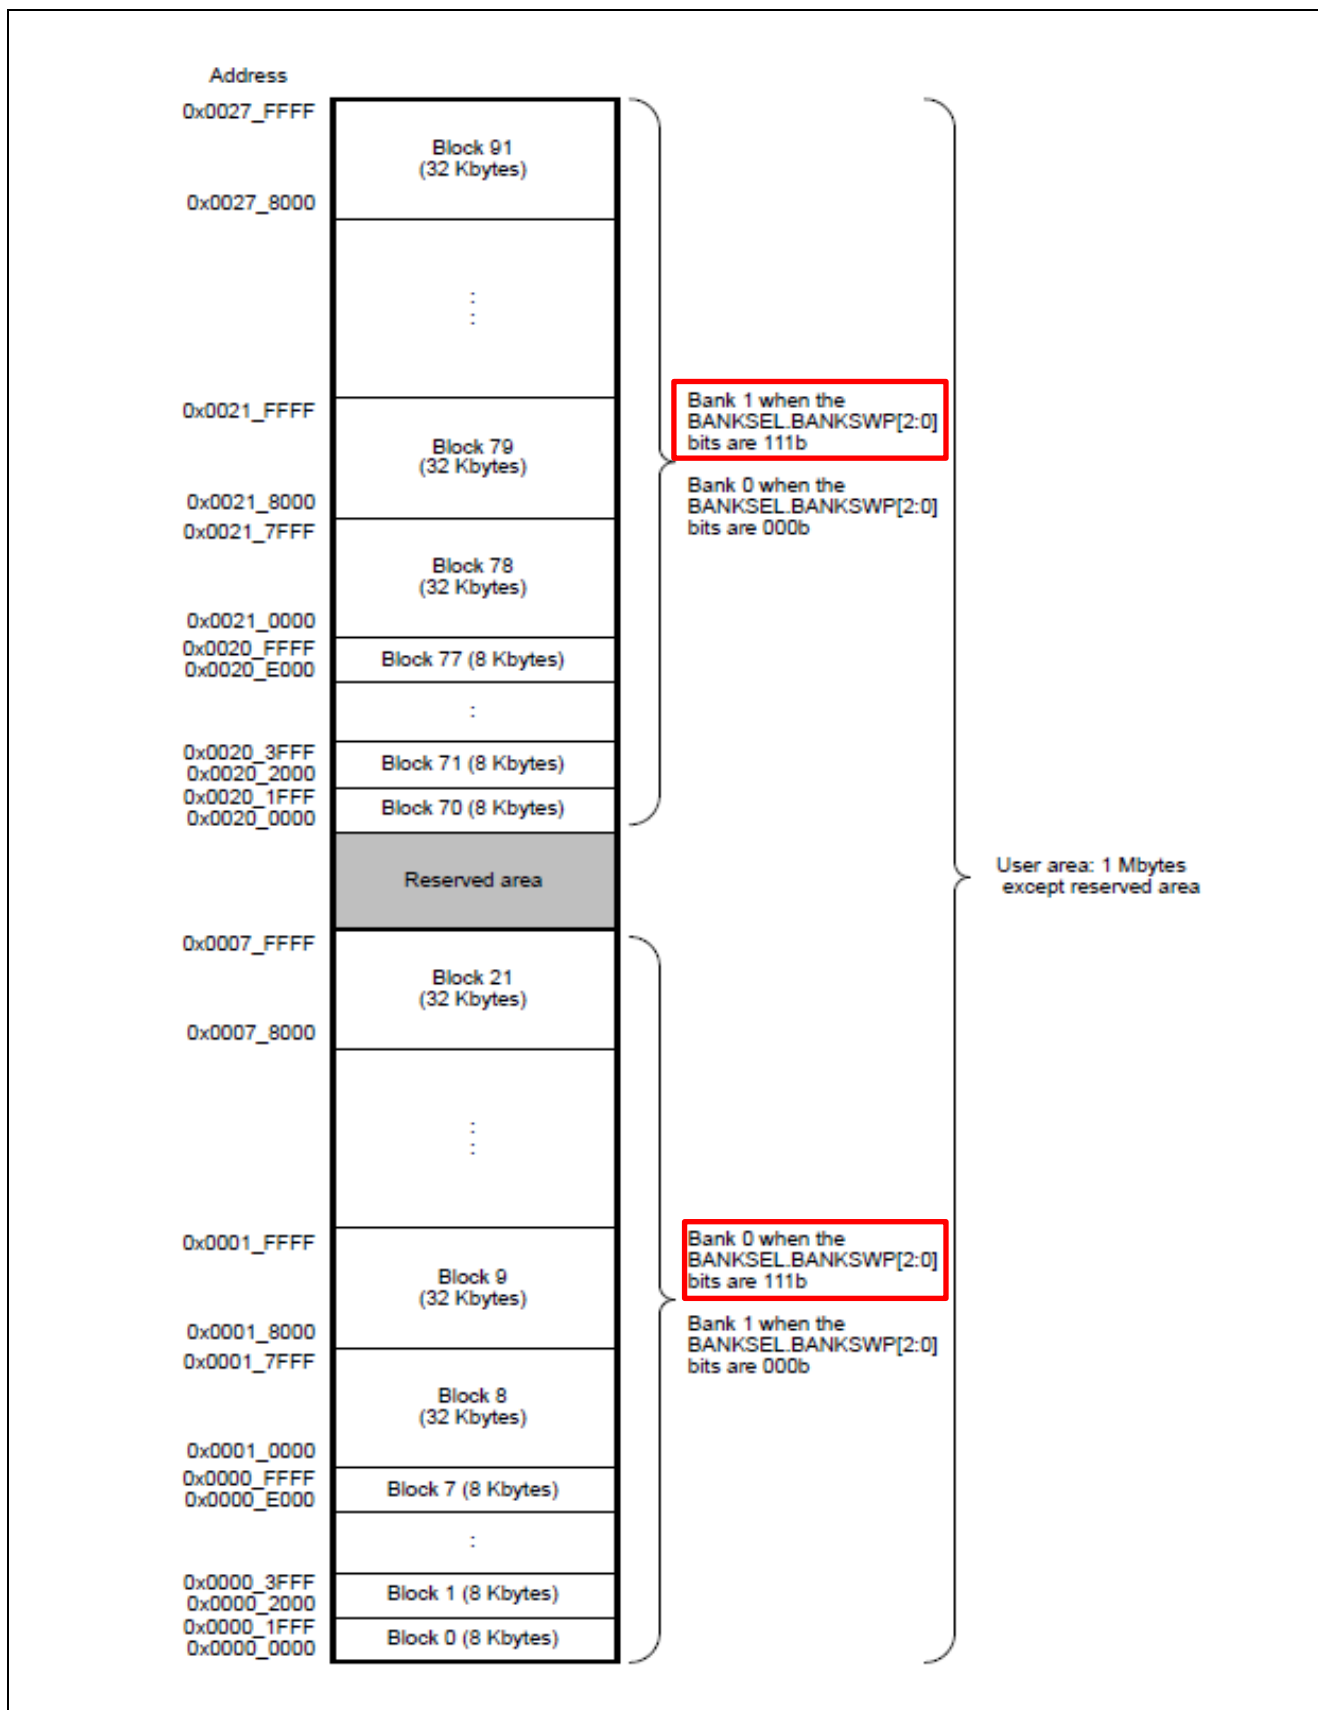 Address
0x0027_FFFF
Block 91
(32 Kbytes)
0x0027_8000
:
:
0x0021_FFFF
Block 79
(32 Kbytes)
0x0021_8000
0x0021_7FFF
Block 78
(32 Kbytes)
0x0021_0000
0x0020_FFFF
0x0020_E000
Block 77 (8 Kbytes)
:
0x0020_3FFF
0x0020_2000
Block 71 (8 Kbytes)
0x0020_1FFF
0x0020_0000
Block 70 (8 Kbytes)
Bank 1 when the
BANKSEL.BANKSWP[2:0]
bits are 111b
Bank 0 when the
BANKSEL.BANKSWP[2:0]
bits are 000b
Reserved area
User area: 1 Mbytes
except reserved area
0x0007_FFFF
Block 21
(32 Kbytes)
0x0007_8000
:
:
0x0001_FFFF
Block 9
(32 Kbytes)
0x0001_8000
0x0001_7FFF
Block 8
(32 Kbytes)
0x0001_0000
0x0000_FFFF
0x0000_E000
Block 7 (8 Kbytes)
:
0x0000_3FFF
0x0000_2000
Block 1 (8 Kbytes)
0x0000_1FFF
0x0000_0000
Block 0 (8 Kbytes)
Bank 0 when the
BANKSEL.BANKSWP[2:0]
bits are 111b
Bank 1 when the
BANKSEL.BANKSWP[2:0]
bits are 000b